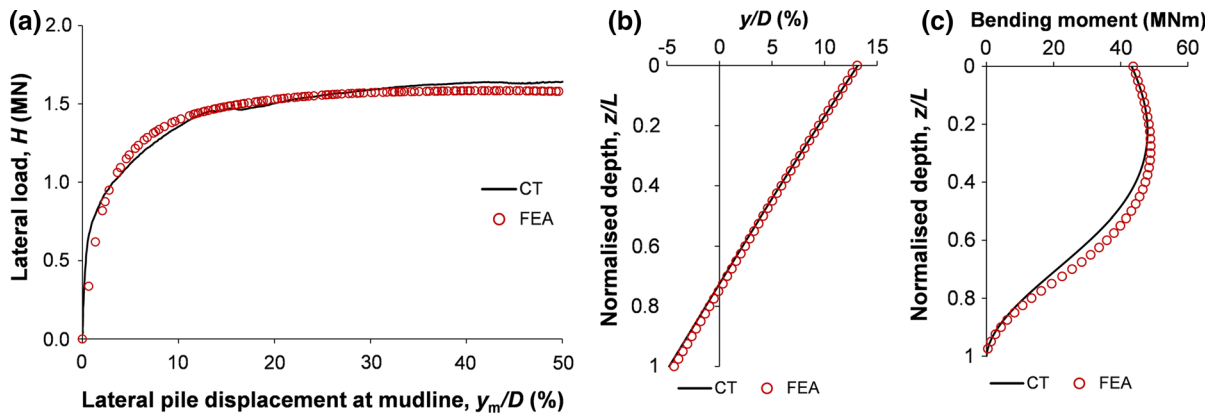 (a)
2.0
1.5
1.0
0.5
0.0
Lateral load, H (MN)
0 10 20 30 40 50
Lateral pile displacement at mudline, ym/D (%)
CT
FEA
(b)
y/D (%)
-5 0 5 10 15
0
0.2
0.4
0.6
0.8
1
Normalised depth, z/L
CT FEA
(c)
Bending moment (MNm)
0 20 40 60
0
0.2
0.4
0.6
0.8
1
Normalised depth, z/L
CT FEA